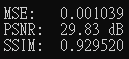 MSE:   0.001039
PSNR:  29.83 dB
SSIM:  0.929520